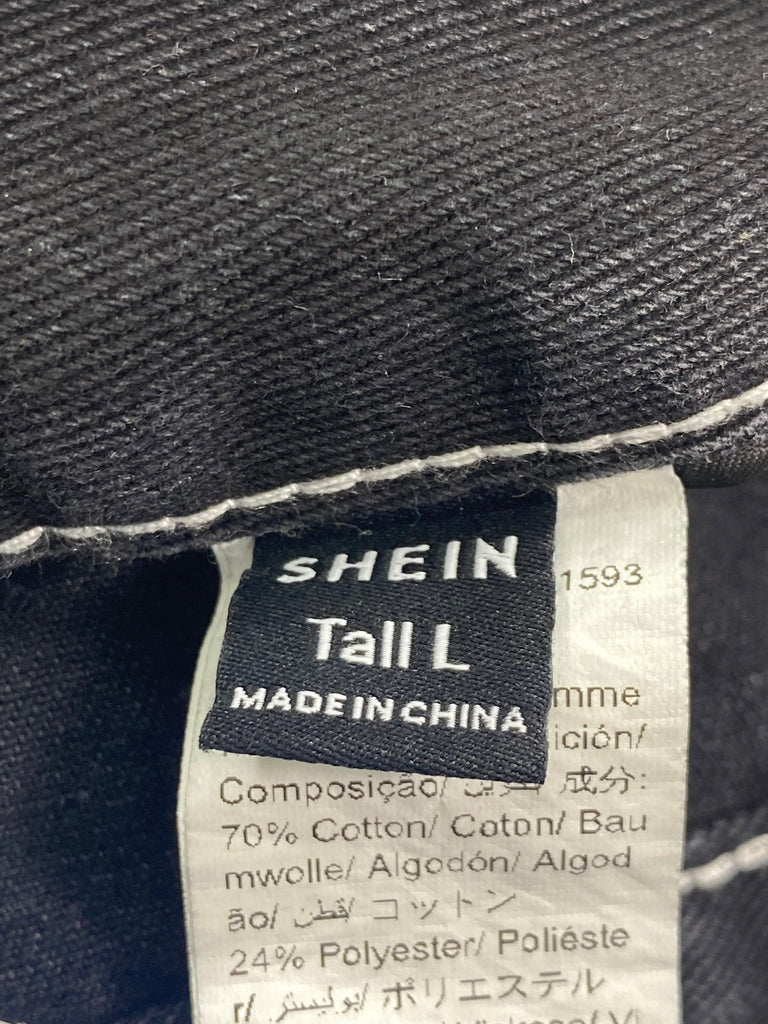 SHEIN
Tall L
MADE IN CHINA
1593
mme
ición/
Composição/ 成分:
70% Cotton/ Coton/ Bau
mwolle/ Algodón/ Algod
ão/ قطن/ コットン
24% Polyester/ Poliéste
r/ بوليستر/ ポリエステル